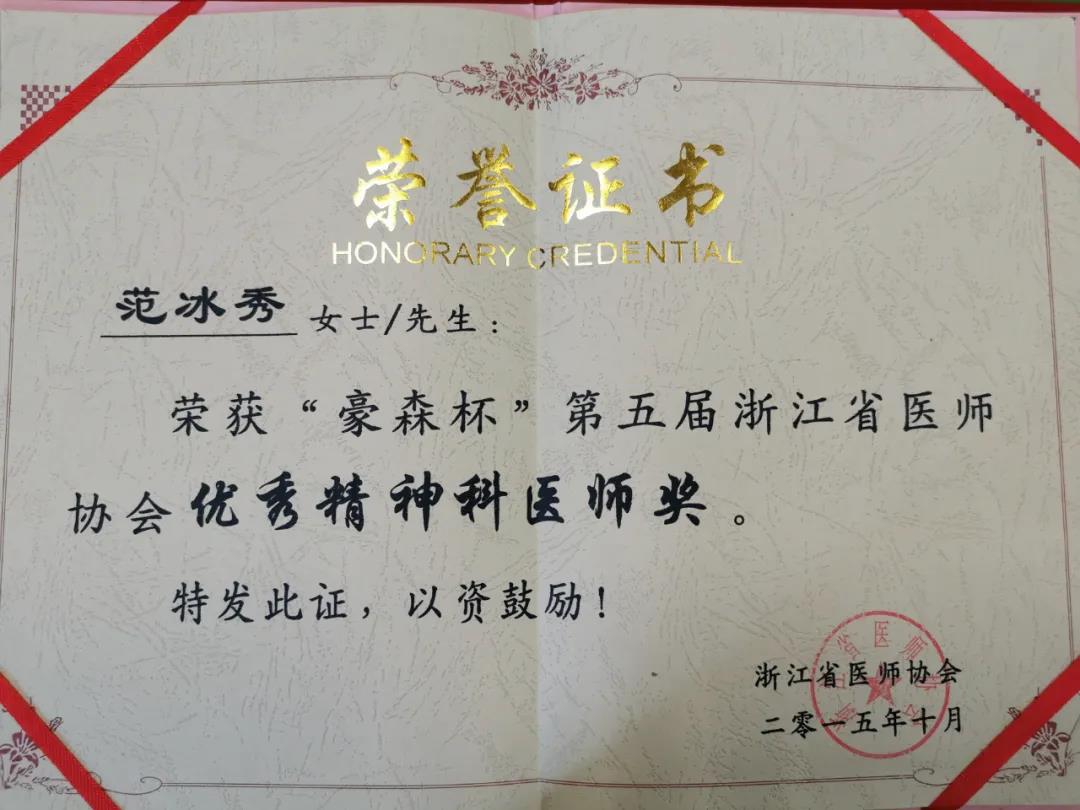 荣誉证书
HONORARY CREDENTIAL
范冰秀 女士/先生：
荣获“豪森杯”第五届浙江省医师
协会优秀精神科医师奖。
特发此证，以资鼓励！
浙江省医师协会
二零一五年十月